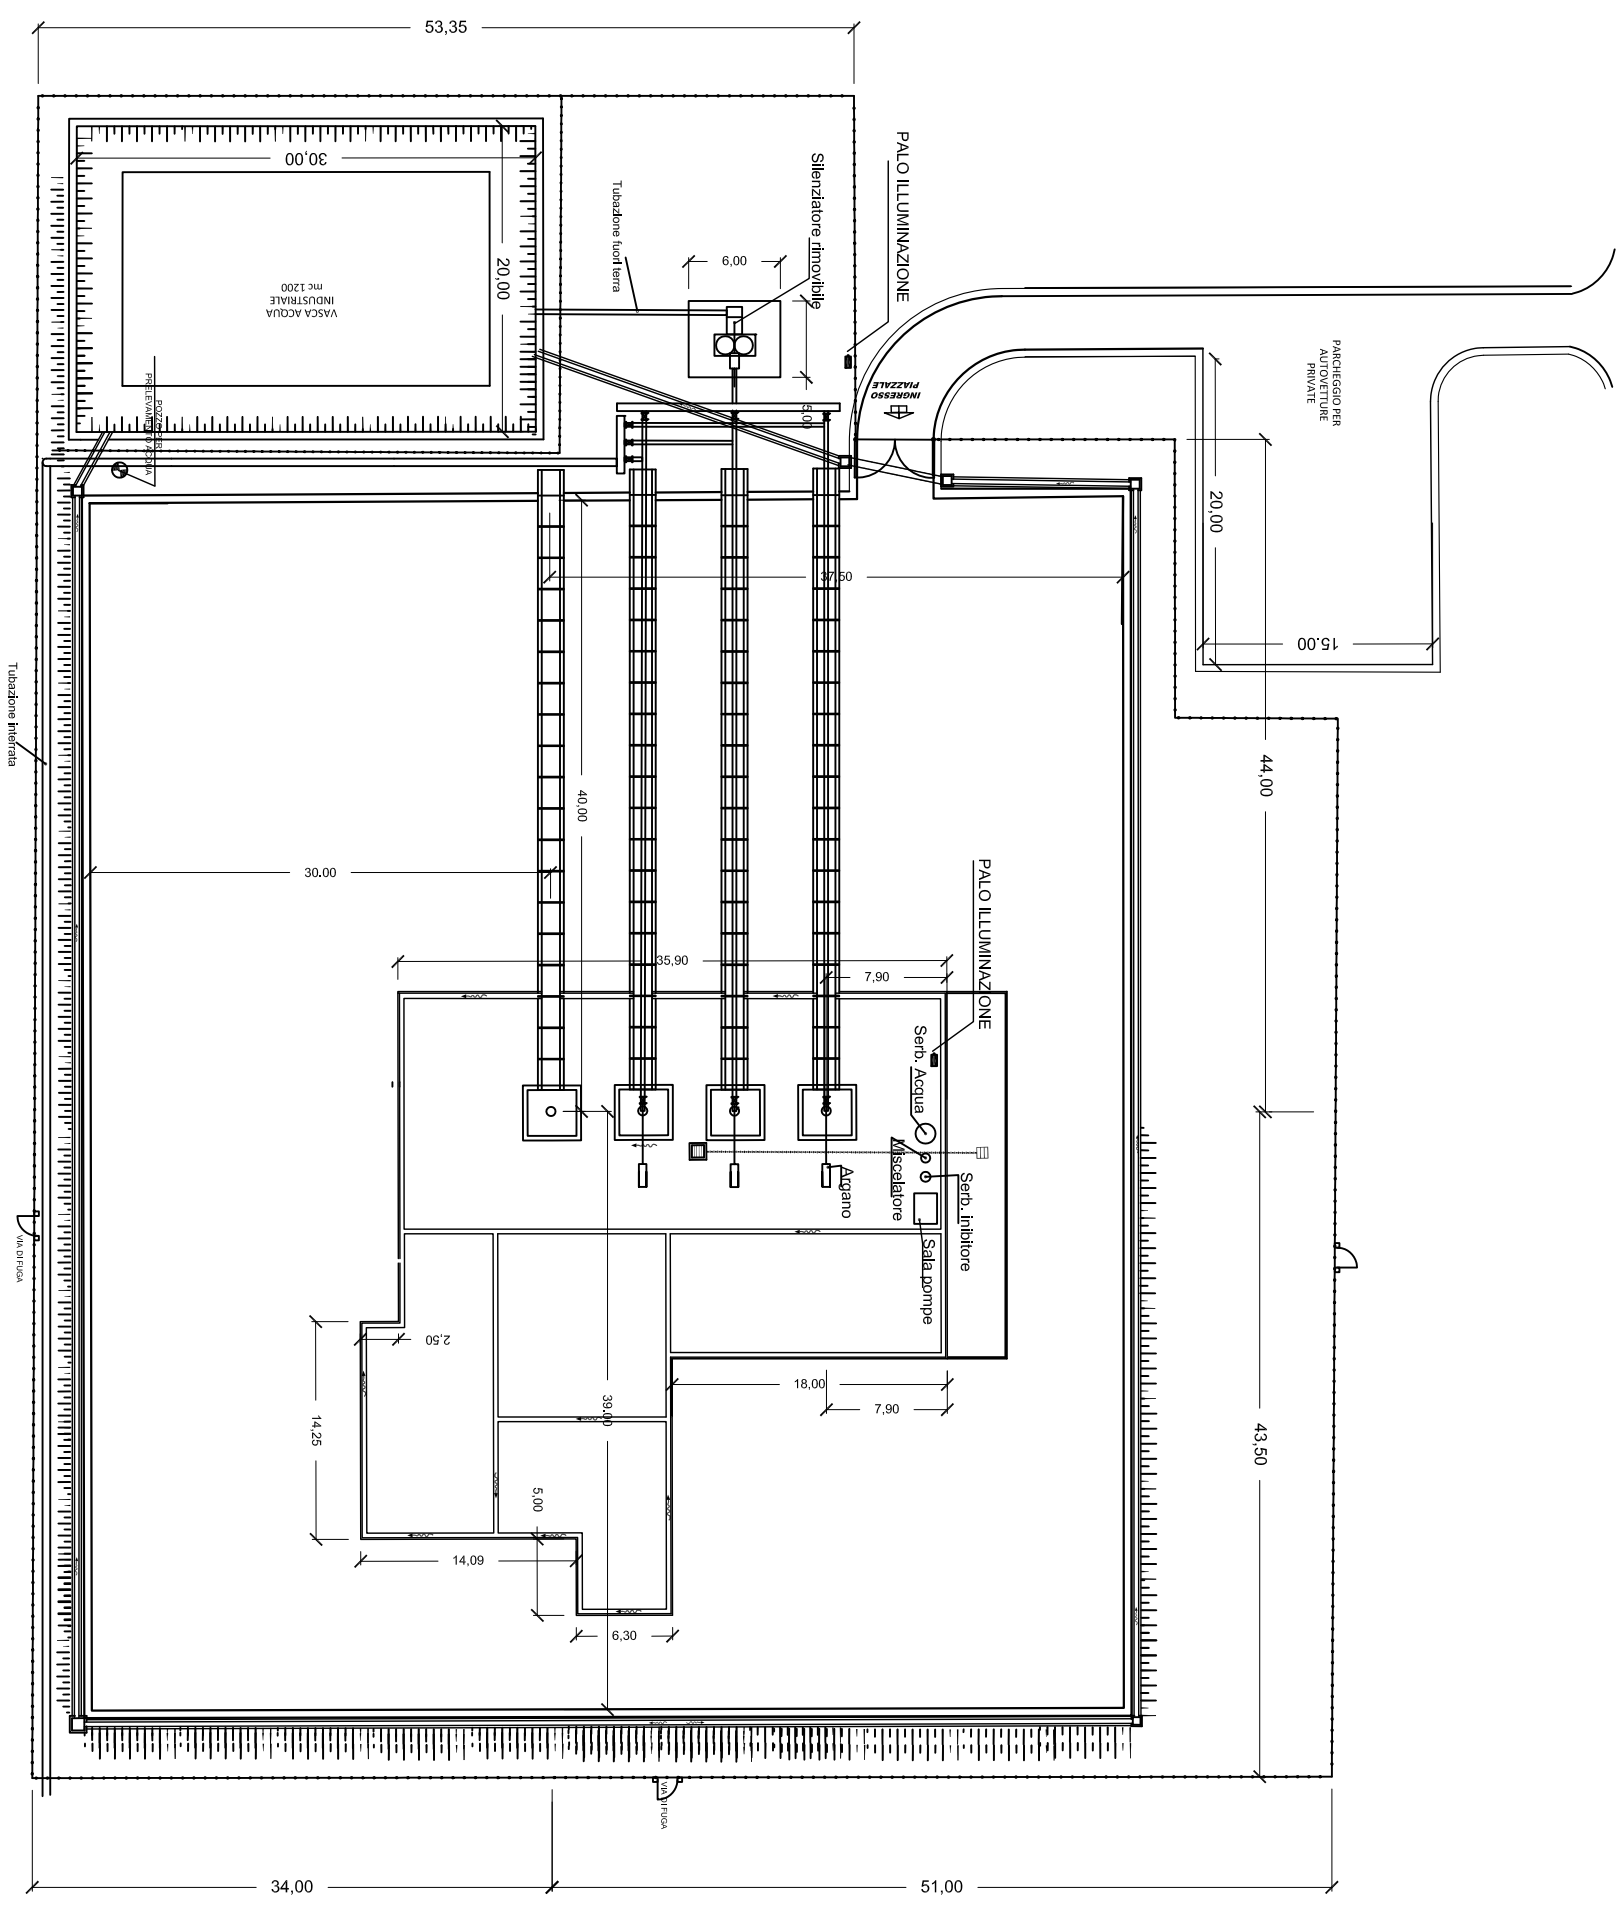 53,35
PALO ILLUMINAZIONE
Silenziatore rimovibile
Tubazione fuori terra
30,00
20,00
6,00
5,00
VASCA ACQUA
INDUSTRIALE
mc 1200
POZZO PER
PRELEVAMENTO ACQUA
INGRESSO
PIAZZALE
PARCHEGGIO PER
AUTOVETTURE
PRIVATE
20,00
15.00
37,50
Tubazione interrata
40,00
44,00
30.00
PALO ILLUMINAZIONE
35,90
7,90
Serb. Acqua
Miscelatore
Argano
Serb. inibitore
Sala pompe
VIA DI FUGA
2,50
14,25
18,00
7,90
39.00
43,50
5,00
14,09
6,30
VIA DI FUGA
34,00
51,00